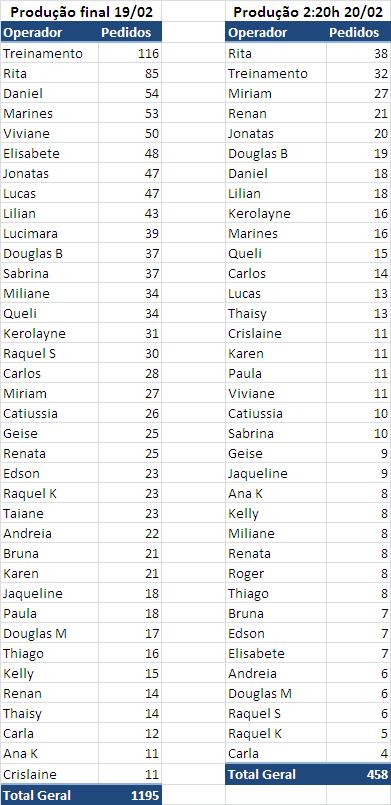 Produção final 19/02
Operador Pedidos
Treinamento 116
Rita 85
Daniel 54
Marines 53
Viviane 50
Elisabete 48
Jonatas 47
Lucas 47
Lilian 43
Lucimara 39
Douglas B 37
Sabrina 37
Miliane 34
Queli 34
Kerolayne 31
Raquel S 30
Carlos 28
Miriam 27
Catiussia 26
Geise 25
Renata 25
Edson 23
Raquel K 23
Taiane 23
Andreia 22
Bruna 21
Karen 21
Jaqueline 18
Paula 18
Douglas M 17
Thiago 16
Kelly 15
Renan 14
Thaisy 14
Carla 12
Ana K 11
Crislaine 11
Total Geral 1195
Produção 2:20h 20/02
Operador Pedidos
Rita 38
Treinamento 32
Miriam 27
Renan 21
Jonatas 20
Douglas B 19
Daniel 18
Lilian 18
Kerolayne 16
Marines 16
Queli 15
Carlos 14
Lucas 13
Thaisy 13
Crislaine 11
Karen 11
Paula 11
Viviane 11
Catiussia 10
Sabrina 10
Geise 9
Jaqueline 9
Ana K 8
Kelly 8
Miliane 8
Renata 8
Roger 8
Thiago 8
Bruna 7
Edson 7
Elisabete 7
Andreia 6
Douglas M 6
Raquel S 6
Raquel K 5
Carla 4
Total Geral 458